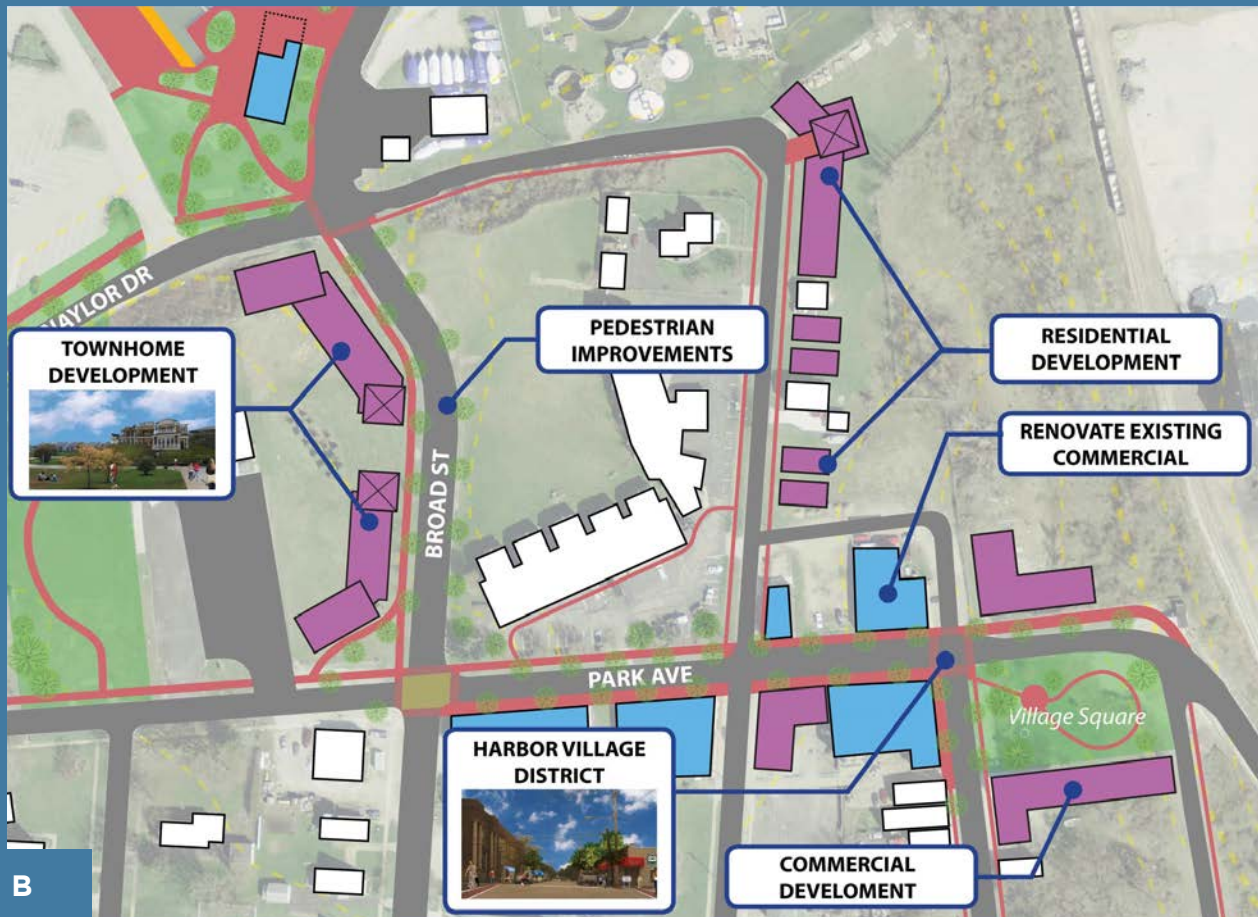 NAYLOR DR
TOWNHOME
DEVELOPMENT
PEDESTRIAN
IMPROVEMENTS
RESIDENTIAL
DEVELOPMENT
RENOVATE EXISTING
COMMERCIAL
BROAD ST
PARK AVE
Village Square
HARBOR VILLAGE
DISTRICT
COMMERCIAL
DEVELOMENT
B